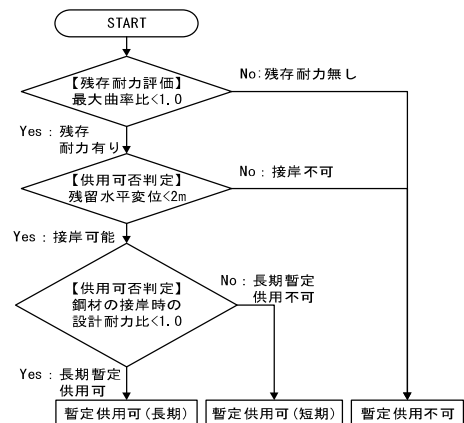 START
【残存耐力評価】
最大曲率比<1.0
No:残存耐力無し
Yes:残存
耐力有り
【供用可否判定】
残留水平変位<2m
No:接岸不可
Yes:接岸可能
【供用可否判定】
鋼材の接岸時の
設計耐力比<1.0
No:長期暫定
供用不可
Yes:長期暫定
供用可
暫定供用可(長期)
暫定供用可(短期)
暫定供用不可